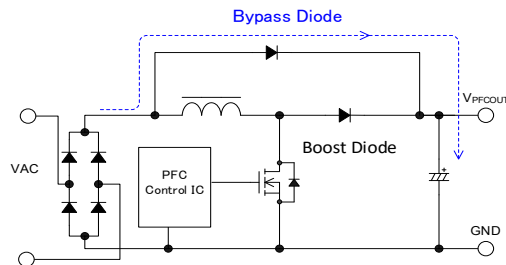 Bypass Diode
VPFCOUT
Boost Diode
VAC
PFC
Control IC
+
GND